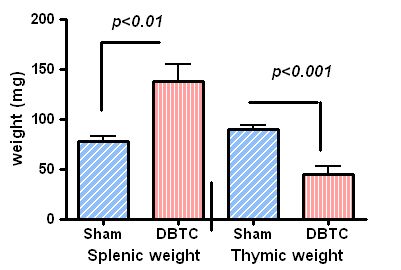 p<0.01
p<0.001
weight (mg)
200
150
100
50
0
Sham DBTC Sham DBTC
Splenic weight Thymic weight